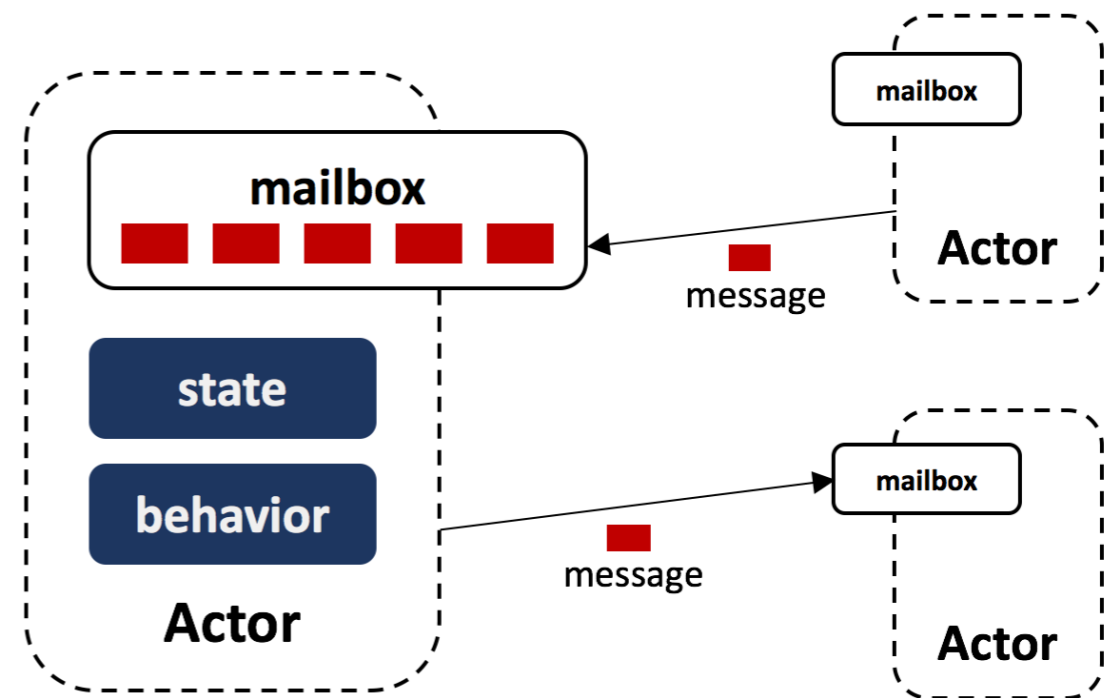 mailbox
state
behavior
Actor
message
message
mailbox
Actor
mailbox
Actor